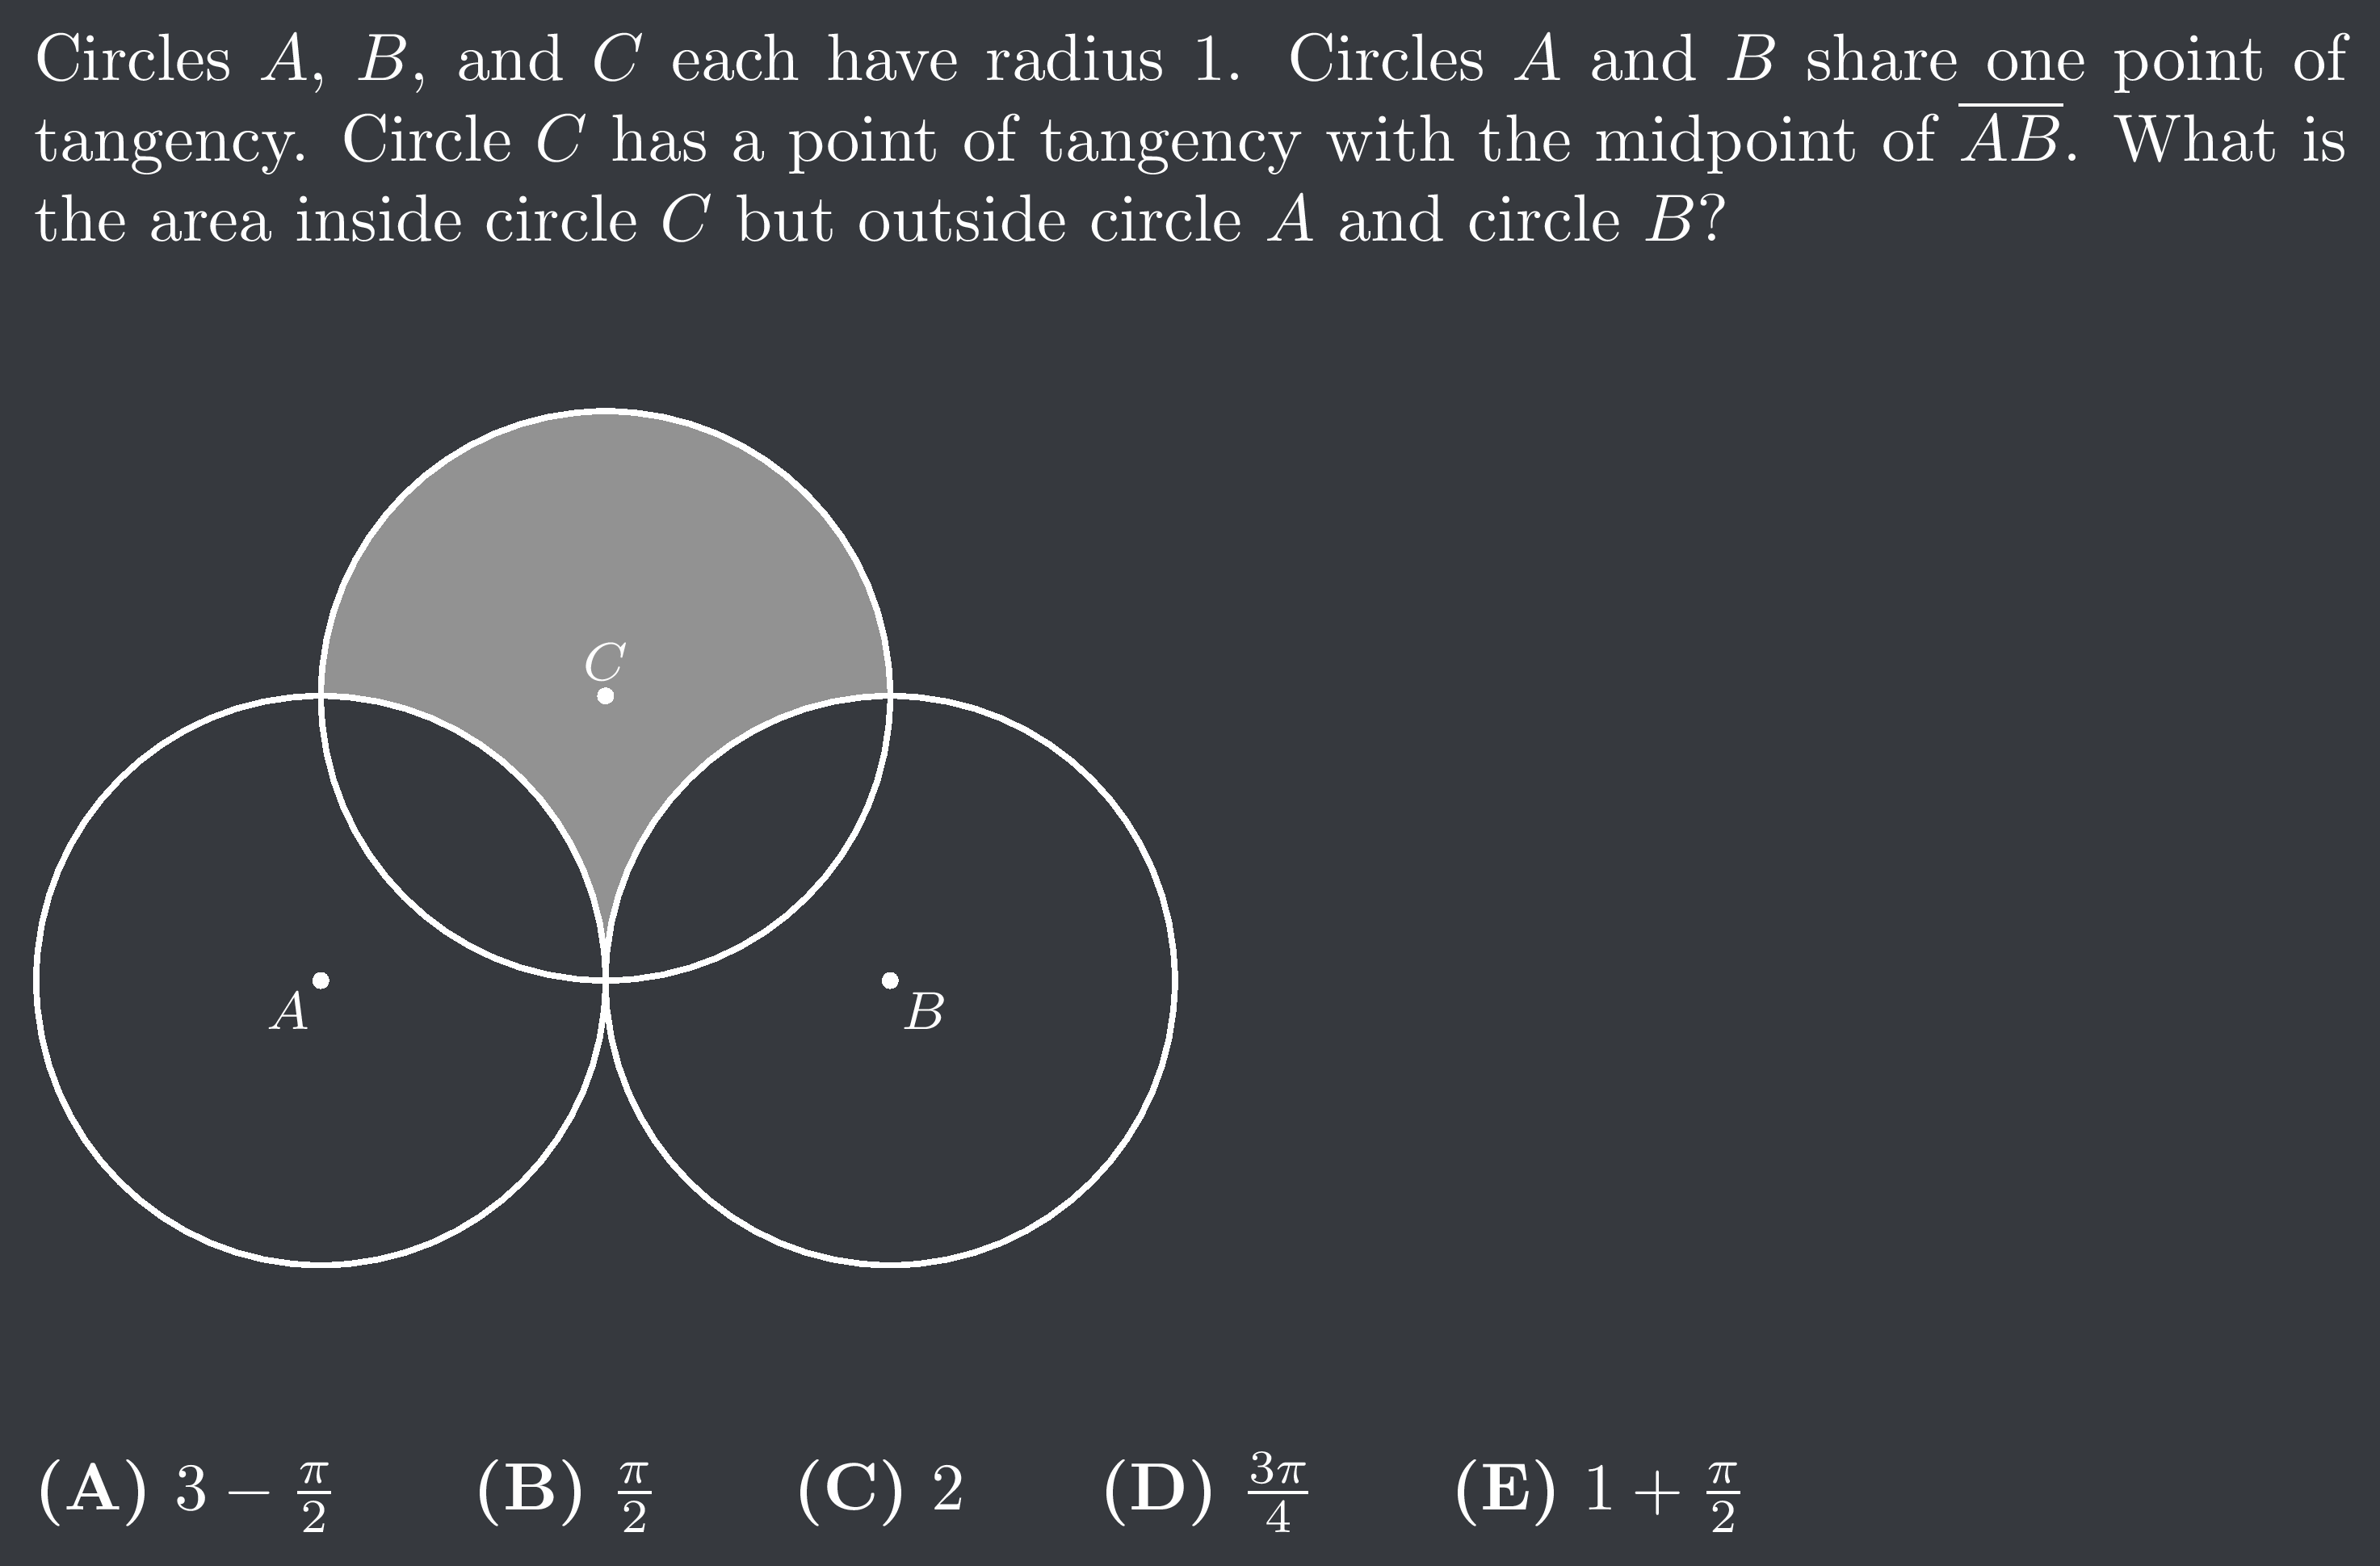 Circles A, B, and C each have radius 1. Circles A and B share one point of
tangency. Circle C has a point of tangency with the midpoint of $\overline{AB}$. What is
the area inside circle C but outside circle A and circle B?
C
A
B
(A) $3 - \frac{\pi}{2}$ (B) $\frac{\pi}{2}$ (C) 2 (D) $\frac{3\pi}{4}$ (E) $1 + \frac{\pi}{2}$